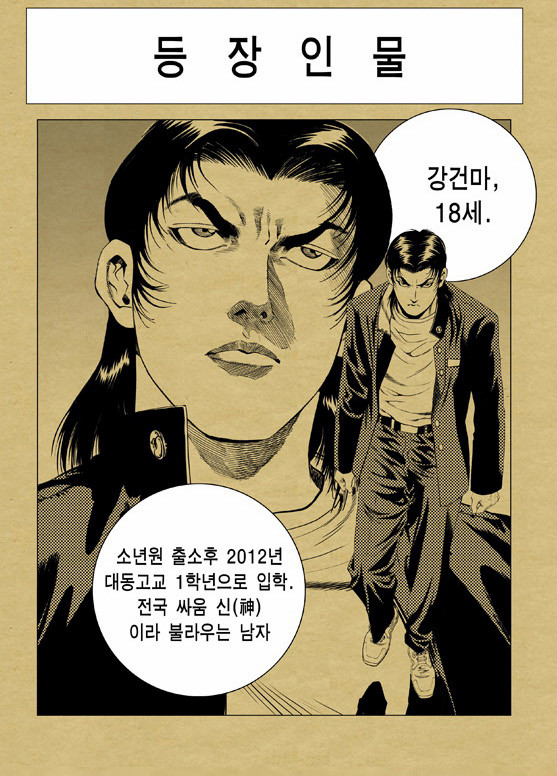 등 장 인 물
강건마,
18세.
소년원 출소후 2012년
대동고교 1학년으로 입학.
전국 싸움 신(神)
이라 불라우는 남자